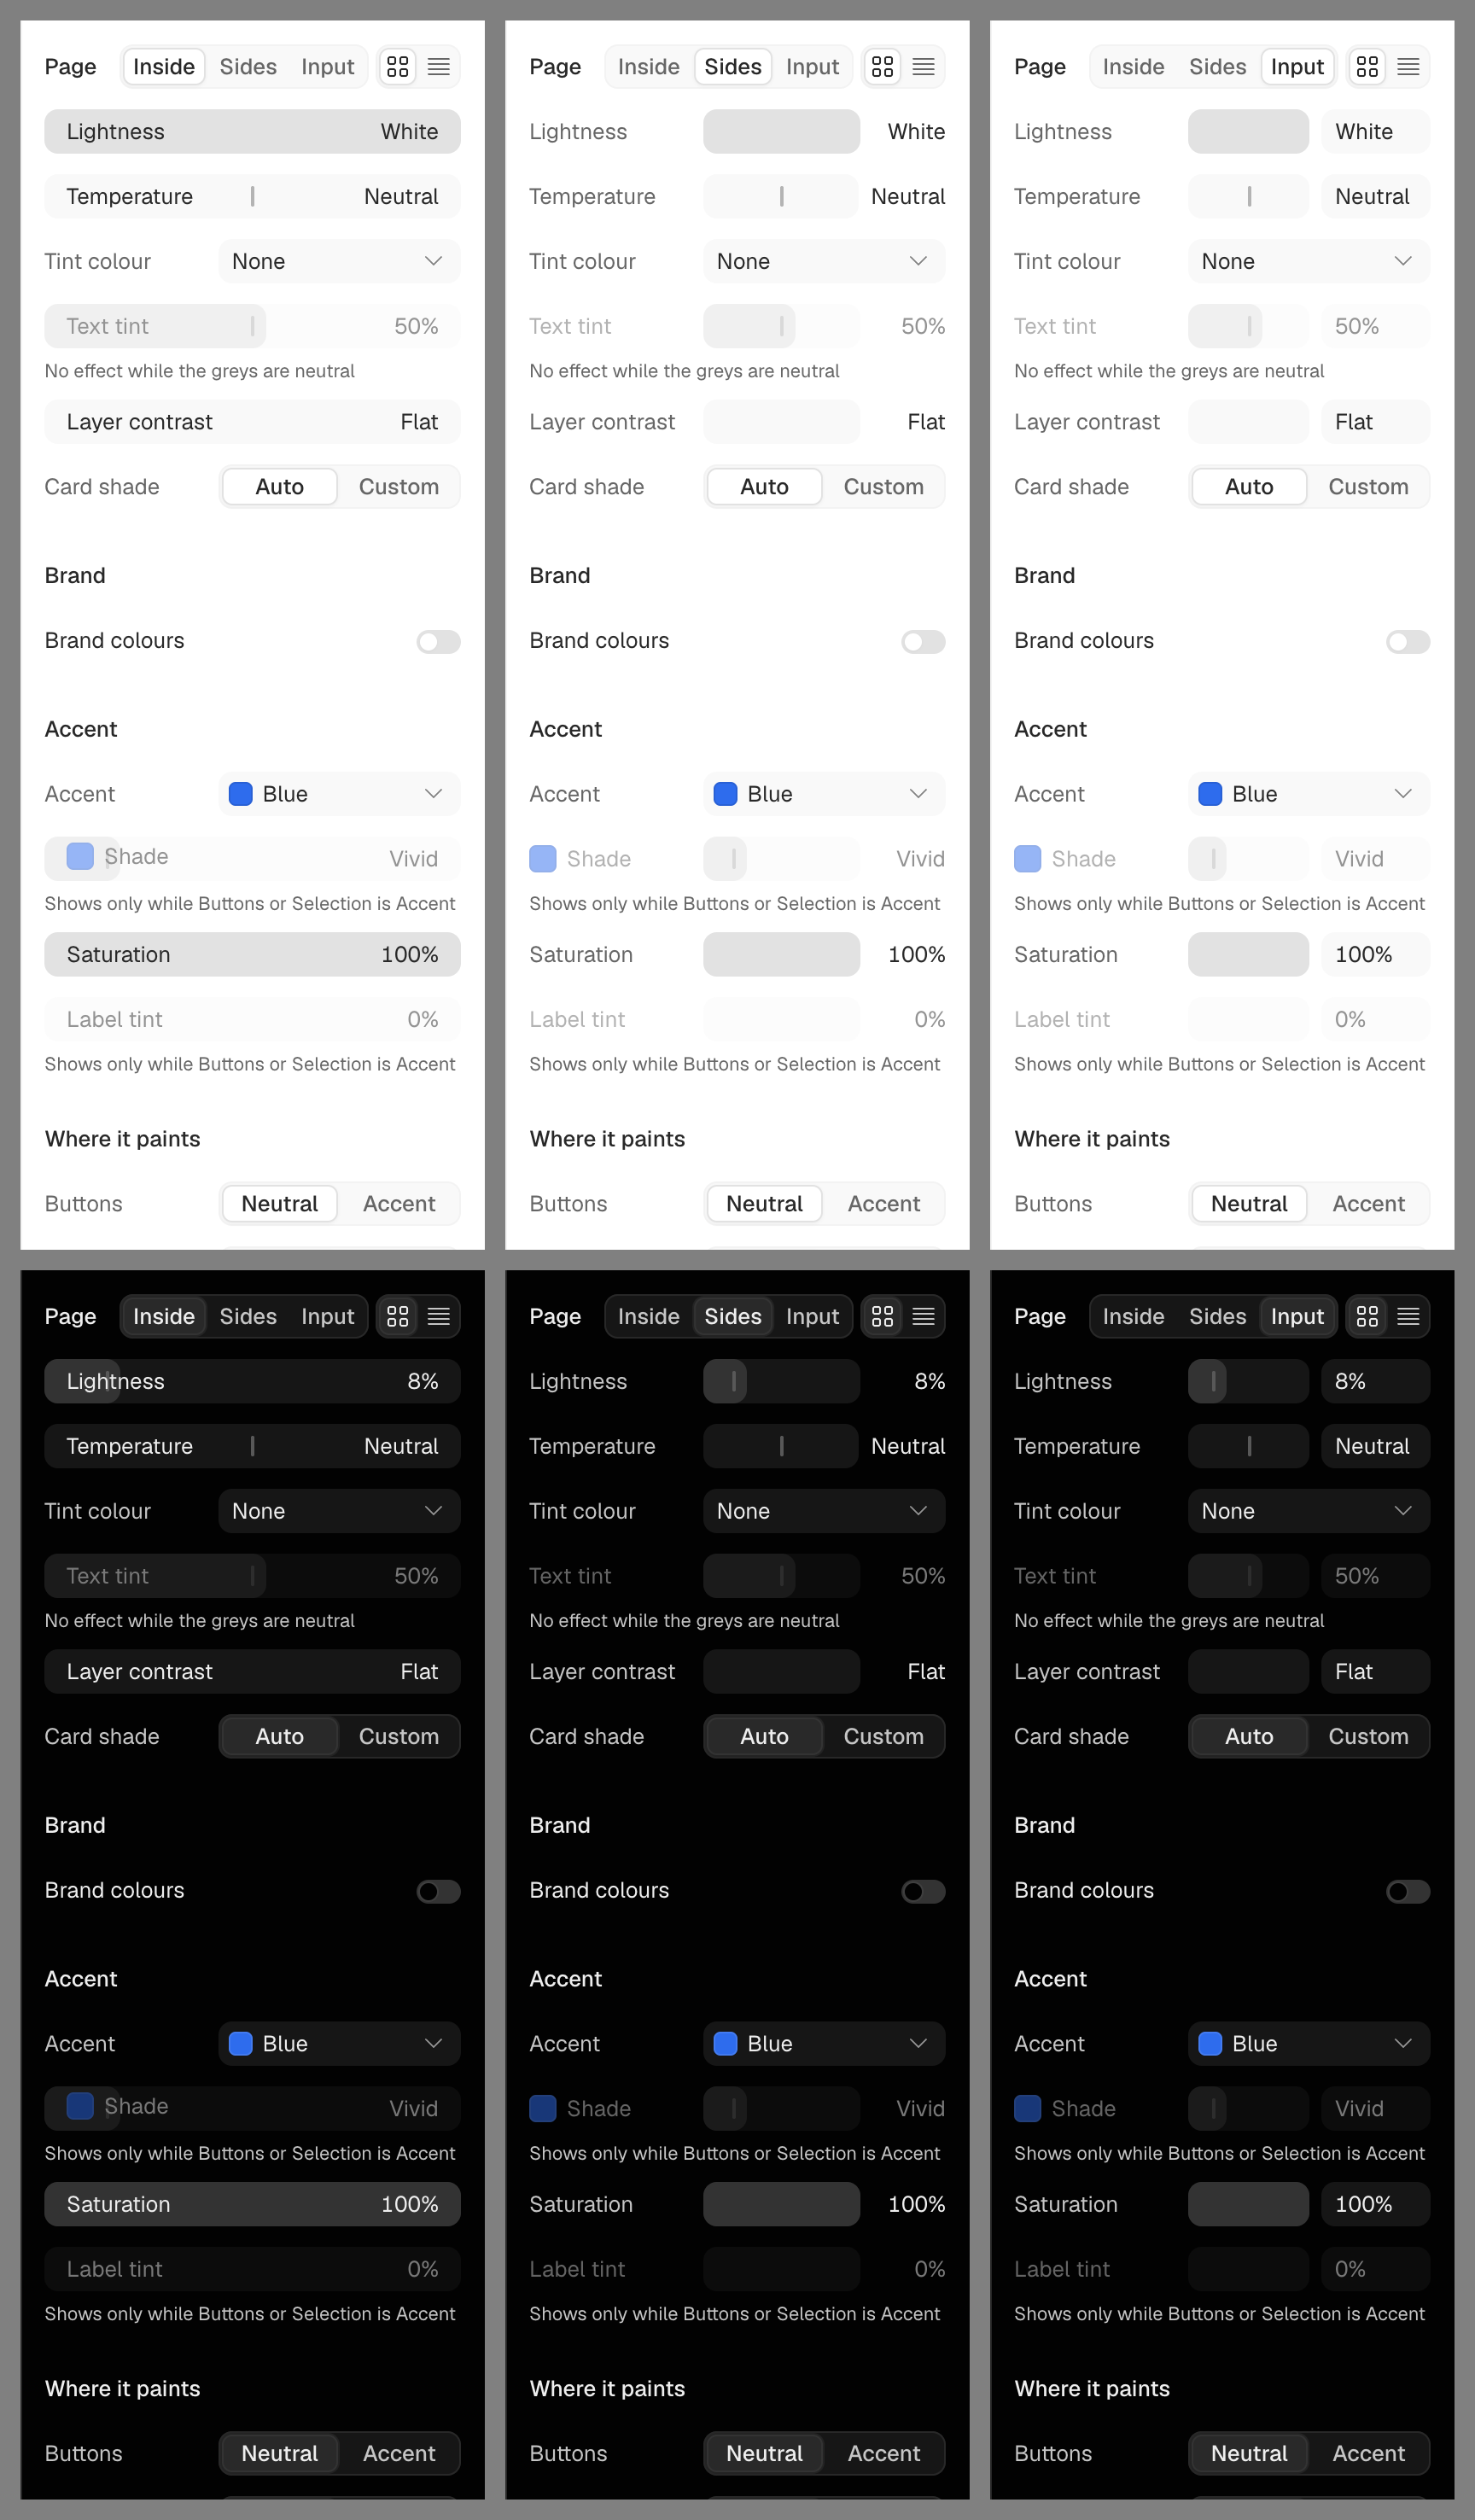 Page Inside Sides Input
Lightness White
Temperature Neutral
Tint colour None
Text tint 50%
No effect while the greys are neutral
Layer contrast Flat
Card shade Auto Custom
Brand
Brand colours
Accent
Accent Blue
Shade Vivid
Shows only while Buttons or Selection is Accent
Saturation 100%
Label tint 0%
Shows only while Buttons or Selection is Accent
Where it paints
Buttons Neutral Accent
Page Inside Sides Input
Lightness White
Temperature Neutral
Tint colour None
Text tint 50%
No effect while the greys are neutral
Layer contrast Flat
Card shade Auto Custom
Brand
Brand colours
Accent
Accent Blue
Shade Vivid
Shows only while Buttons or Selection is Accent
Saturation 100%
Label tint 0%
Shows only while Buttons or Selection is Accent
Where it paints
Buttons Neutral Accent
Page Inside Sides Input
Lightness White
Temperature Neutral
Tint colour None
Text tint 50%
No effect while the greys are neutral
Layer contrast Flat
Card shade Auto Custom
Brand
Brand colours
Accent
Accent Blue
Shade Vivid
Shows only while Buttons or Selection is Accent
Saturation 100%
Label tint 0%
Shows only while Buttons or Selection is Accent
Where it paints
Buttons Neutral Accent
Page Inside Sides Input
Lightness 8%
Temperature Neutral
Tint colour None
Text tint 50%
No effect while the greys are neutral
Layer contrast Flat
Card shade Auto Custom
Brand
Brand colours
Accent
Accent Blue
Shade Vivid
Shows only while Buttons or Selection is Accent
Saturation 100%
Label tint 0%
Shows only while Buttons or Selection is Accent
Where it paints
Buttons Neutral Accent
Page Inside Sides Input
Lightness 8%
Temperature Neutral
Tint colour None
Text tint 50%
No effect while the greys are neutral
Layer contrast Flat
Card shade Auto Custom
Brand
Brand colours
Accent
Accent Blue
Shade Vivid
Shows only while Buttons or Selection is Accent
Saturation 100%
Label tint 0%
Shows only while Buttons or Selection is Accent
Where it paints
Buttons Neutral Accent
Page Inside Sides Input
Lightness 8%
Temperature Neutral
Tint colour None
Text tint 50%
No effect while the greys are neutral
Layer contrast Flat
Card shade Auto Custom
Brand
Brand colours
Accent
Accent Blue
Shade Vivid
Shows only while Buttons or Selection is Accent
Saturation 100%
Label tint 0%
Shows only while Buttons or Selection is Accent
Where it paints
Buttons Neutral Accent